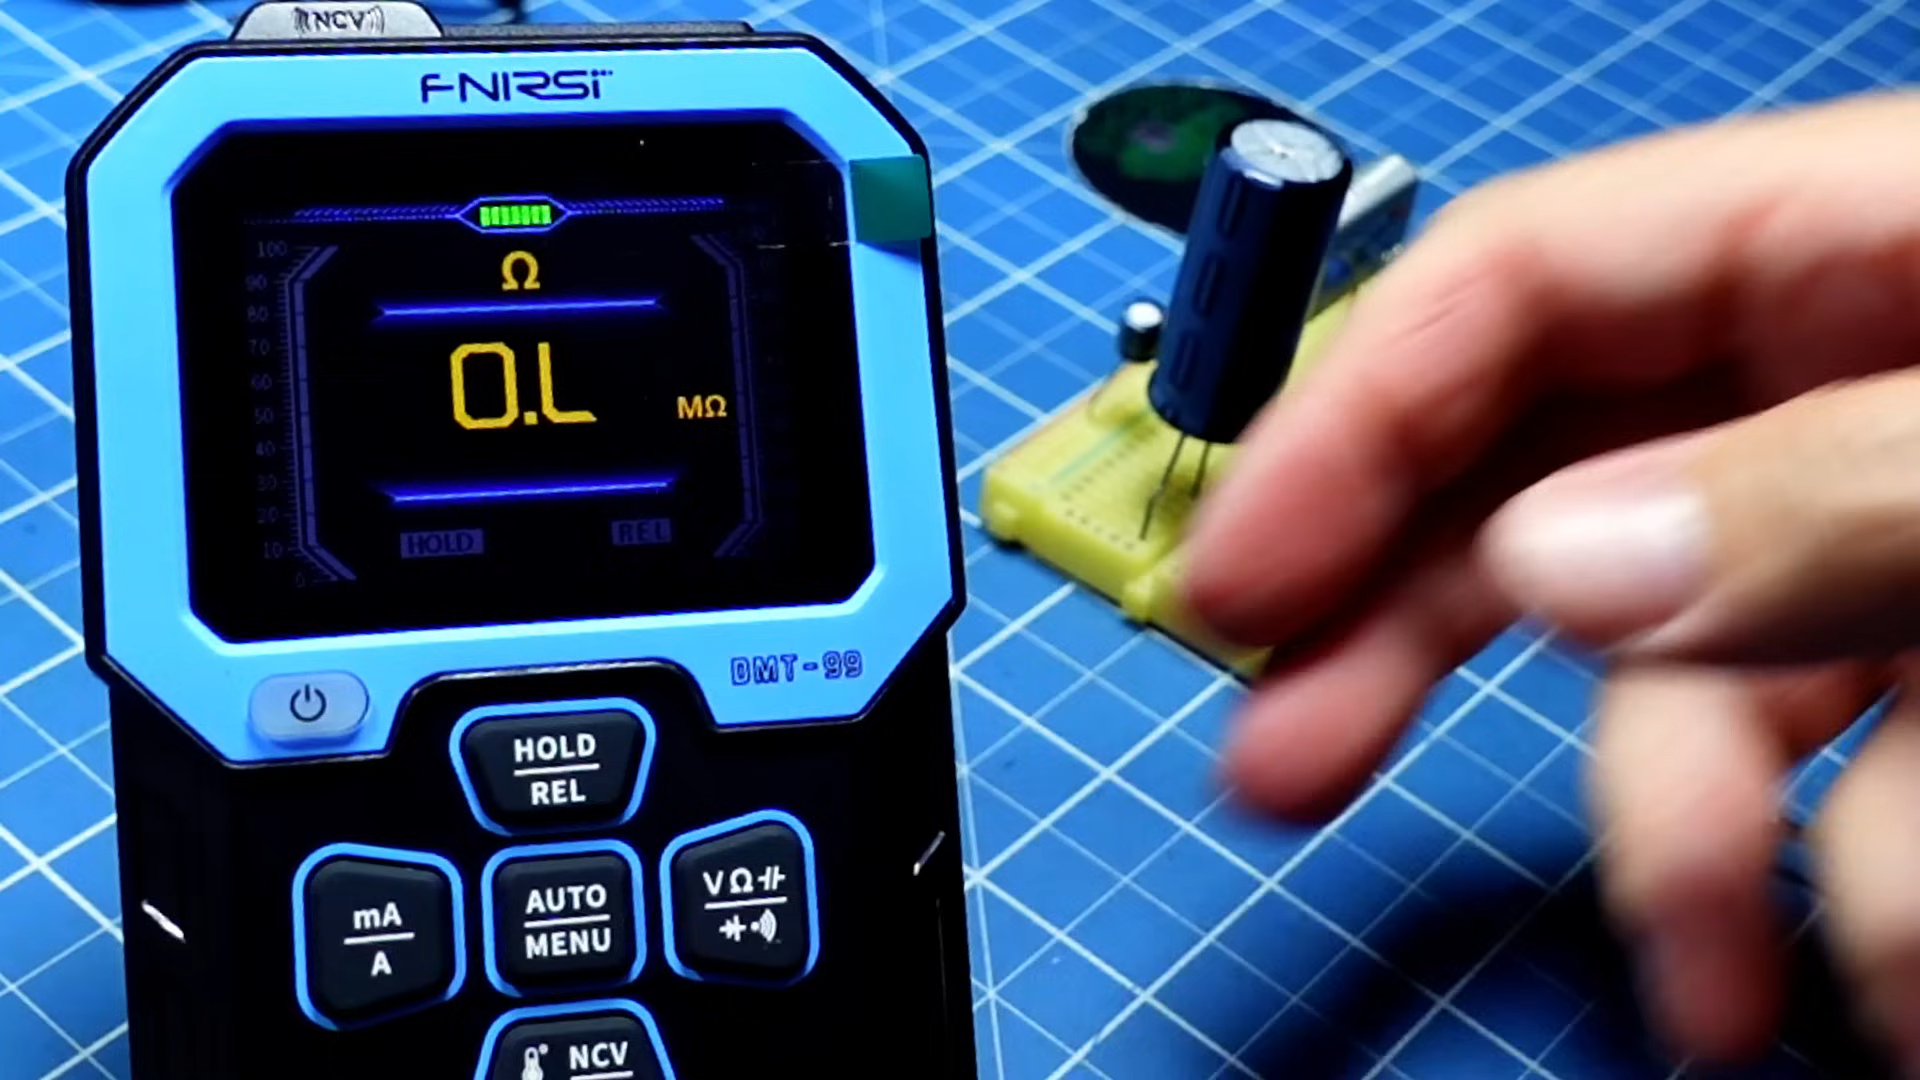 NCV
FNIRSI
Ω
100
90
80
70
60
50
40
30
20
10
0
O.L
MΩ
HOLD
REL
DMT-99
HOLD
REL
mA
A
AUTO
MENU
VΩ
NCV